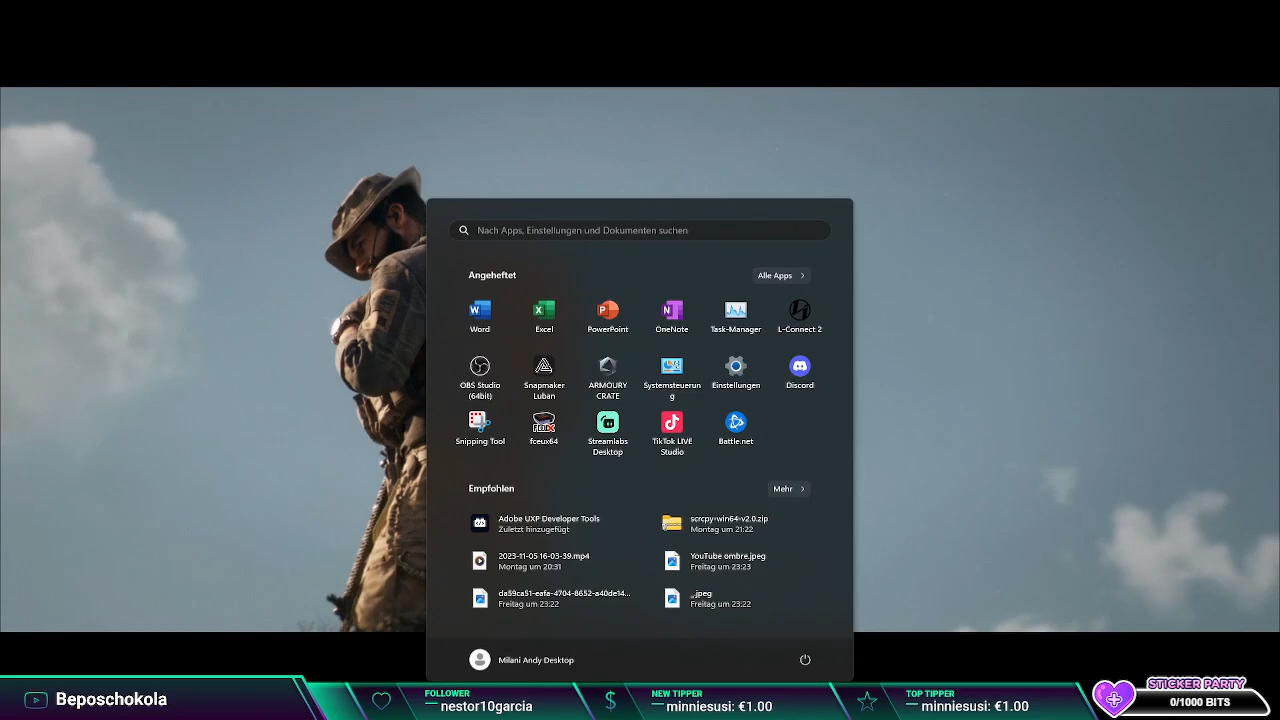 Nach Apps, Einstellungen und Dokumenten suchen
Angeheftet
Alle Apps
Word
Excel
PowerPoint
OneNote
Task-Manager
L-Connect 2
OBS Studio
(64bit)
Snapmaker
Luban
ARMOURY
CRATE
Systemsteuerun
g
Einstellungen
Discord
Snipping Tool
fceux64
Streamlabs
Desktop
TikTok LIVE
Studio
Battle.net
Empfohlen
Mehr
Adobe UXP Developer Tools
Zuletzt hinzugefügt
scrcpy-win64-v2.0.zip
Montag um 21:22
2023-11-05 16-03-39.mp4
Montag um 20:31
YouTube ombre.jpeg
Freitag um 23:23
da59ca51-eafa-4704-8652-a40de14...
Freitag um 23:22
_.jpeg
Freitag um 23:22
Milani Andy Desktop
Beposchokola
FOLLOWER
nestor10garcia
NEW TIPPER
minniesusi: €1.00
TOP TIPPER
minniesusi: €1.00
STICKER PARTY
0/1000 BITS